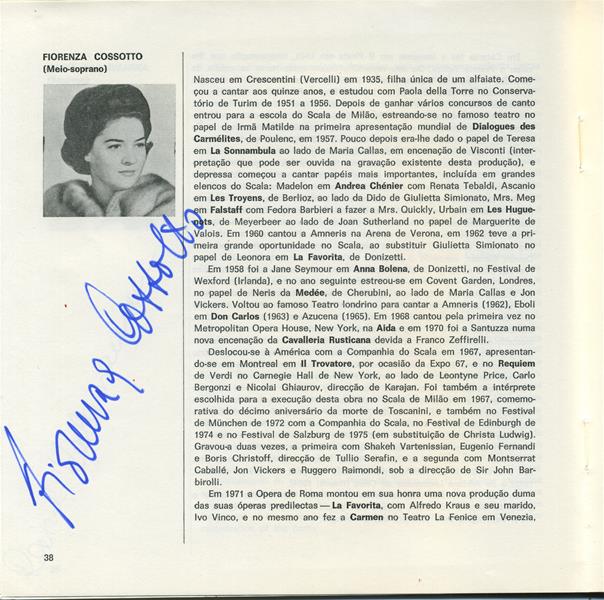 FIORENZA COSSOTTO
(Meio-soprano)
Nasceu em Crescentini (Vercelli) em 1935, filha única de um alfaiate. Come-
çou a cantar aos quinze anos, e estudou com Paola della Torre no Conserva-
tório de Turim de 1951 a 1956. Depois de ganhar vários concursos de canto
entrou para a escola do Scala de Milão, estreando-se no famoso teatro no
papel de Irmã Matilde na primeira apresentação mundial de Dialogues des
Carmélites, de Poulenc, em 1957. Pouco depois era-lhe dado o papel de Teresa
em La Sonnambula ao lado de Maria Callas, em encenação de Visconti (inter-
pretação que pode ser ouvida na gravação existente desta produção), e
depressa começou a cantar papéis mais importantes, incluída em grandes
elencos do Scala: Madelon em Andrea Chénier com Renata Tebaldi, Ascanio
em Les Troyens, de Berlioz, ao lado da Dido de Giulietta Simionato, Mrs. Meg
em Falstaff com Fedora Barbieri a fazer a Mrs. Quickly, Urbain em Les Hugue-
nots, de Meyerbeer ao lado de Joan Sutherland no papel de Marguerite de
Valois. Em 1960 cantou a Amneris na Arena de Verona, em 1962 teve a pri-
meira grande oportunidade no Scala, ao substituir Giulietta Simionato no
papel de Leonora em La Favorita, de Donizetti.
Em 1958 foi a Jane Seymour em Anna Bolena, de Donizetti, no Festival de
Wexford (Irlanda), e no ano seguinte estreou-se em Covent Garden, Londres,
no papel de Neris da Medée, de Cherubini, ao lado de Maria Callas e Jon
Vickers. Voltou ao famoso Teatro londrino para cantar a Amneris (1962), Eboli
em Don Carlos (1963) e Azucena (1965). Em 1968 cantou pela primeira vez no
Metropolitan Opera House, New York, na Aida e em 1970 foi a Santuzza numa
nova encenação da Cavalleria Rusticana devida a Franco Zeffirelli.
Deslocou-se à América com a Companhia do Scala em 1967, apresentan-
do-se em Montreal em Il Trovatore, por ocasião da Expo 67, e no Requiem
de Verdi no Carnegie Hall de New York, ao lado de Leontyne Price, Carlo
Bergonzi e Nicolai Ghiaurov, direcção de Karajan. Foi também a intérprete
escolhida para a execução desta obra no Scala de Milão em 1967, comemo-
rativa do décimo aniversário da morte de Toscanini, e também no Festival
de München de 1972 com a Companhia do Scala, no Festival de Edinburgh de
1974 e no Festival de Salzburg de 1975 (em substituição de Christa Ludwig).
Gravou-a duas vezes, a primeira com Shakeh Vartenissian, Eugenio Fernandi
e Boris Christoff, direcção de Tullio Serafin, e a segunda com Montserrat
Caballé, Jon Vickers e Ruggero Raimondi, sob a direcção de Sir John Bar-
birolli.
Em 1971 a Opera de Roma montou em sua honra uma nova produção duma
das suas óperas predilectas — La Favorita, com Alfredo Kraus e seu marido,
Ivo Vinco, e no mesmo ano fez a Carmen no Teatro La Fenice em Venezia,
Fiorenza Cossotto
38